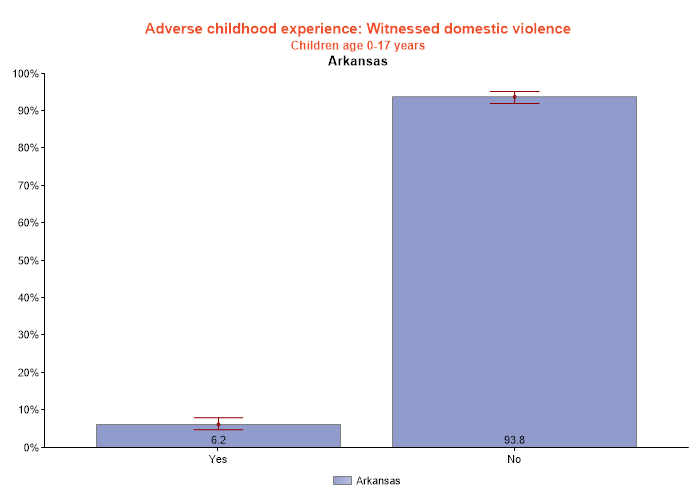 Adverse childhood experience: Witnessed domestic violence
Children age 0-17 years
Arkansas
100%
90%
80%
70%
60%
50%
40%
30%
20%
10%
0%
6.2
93.8
Yes
No
Arkansas